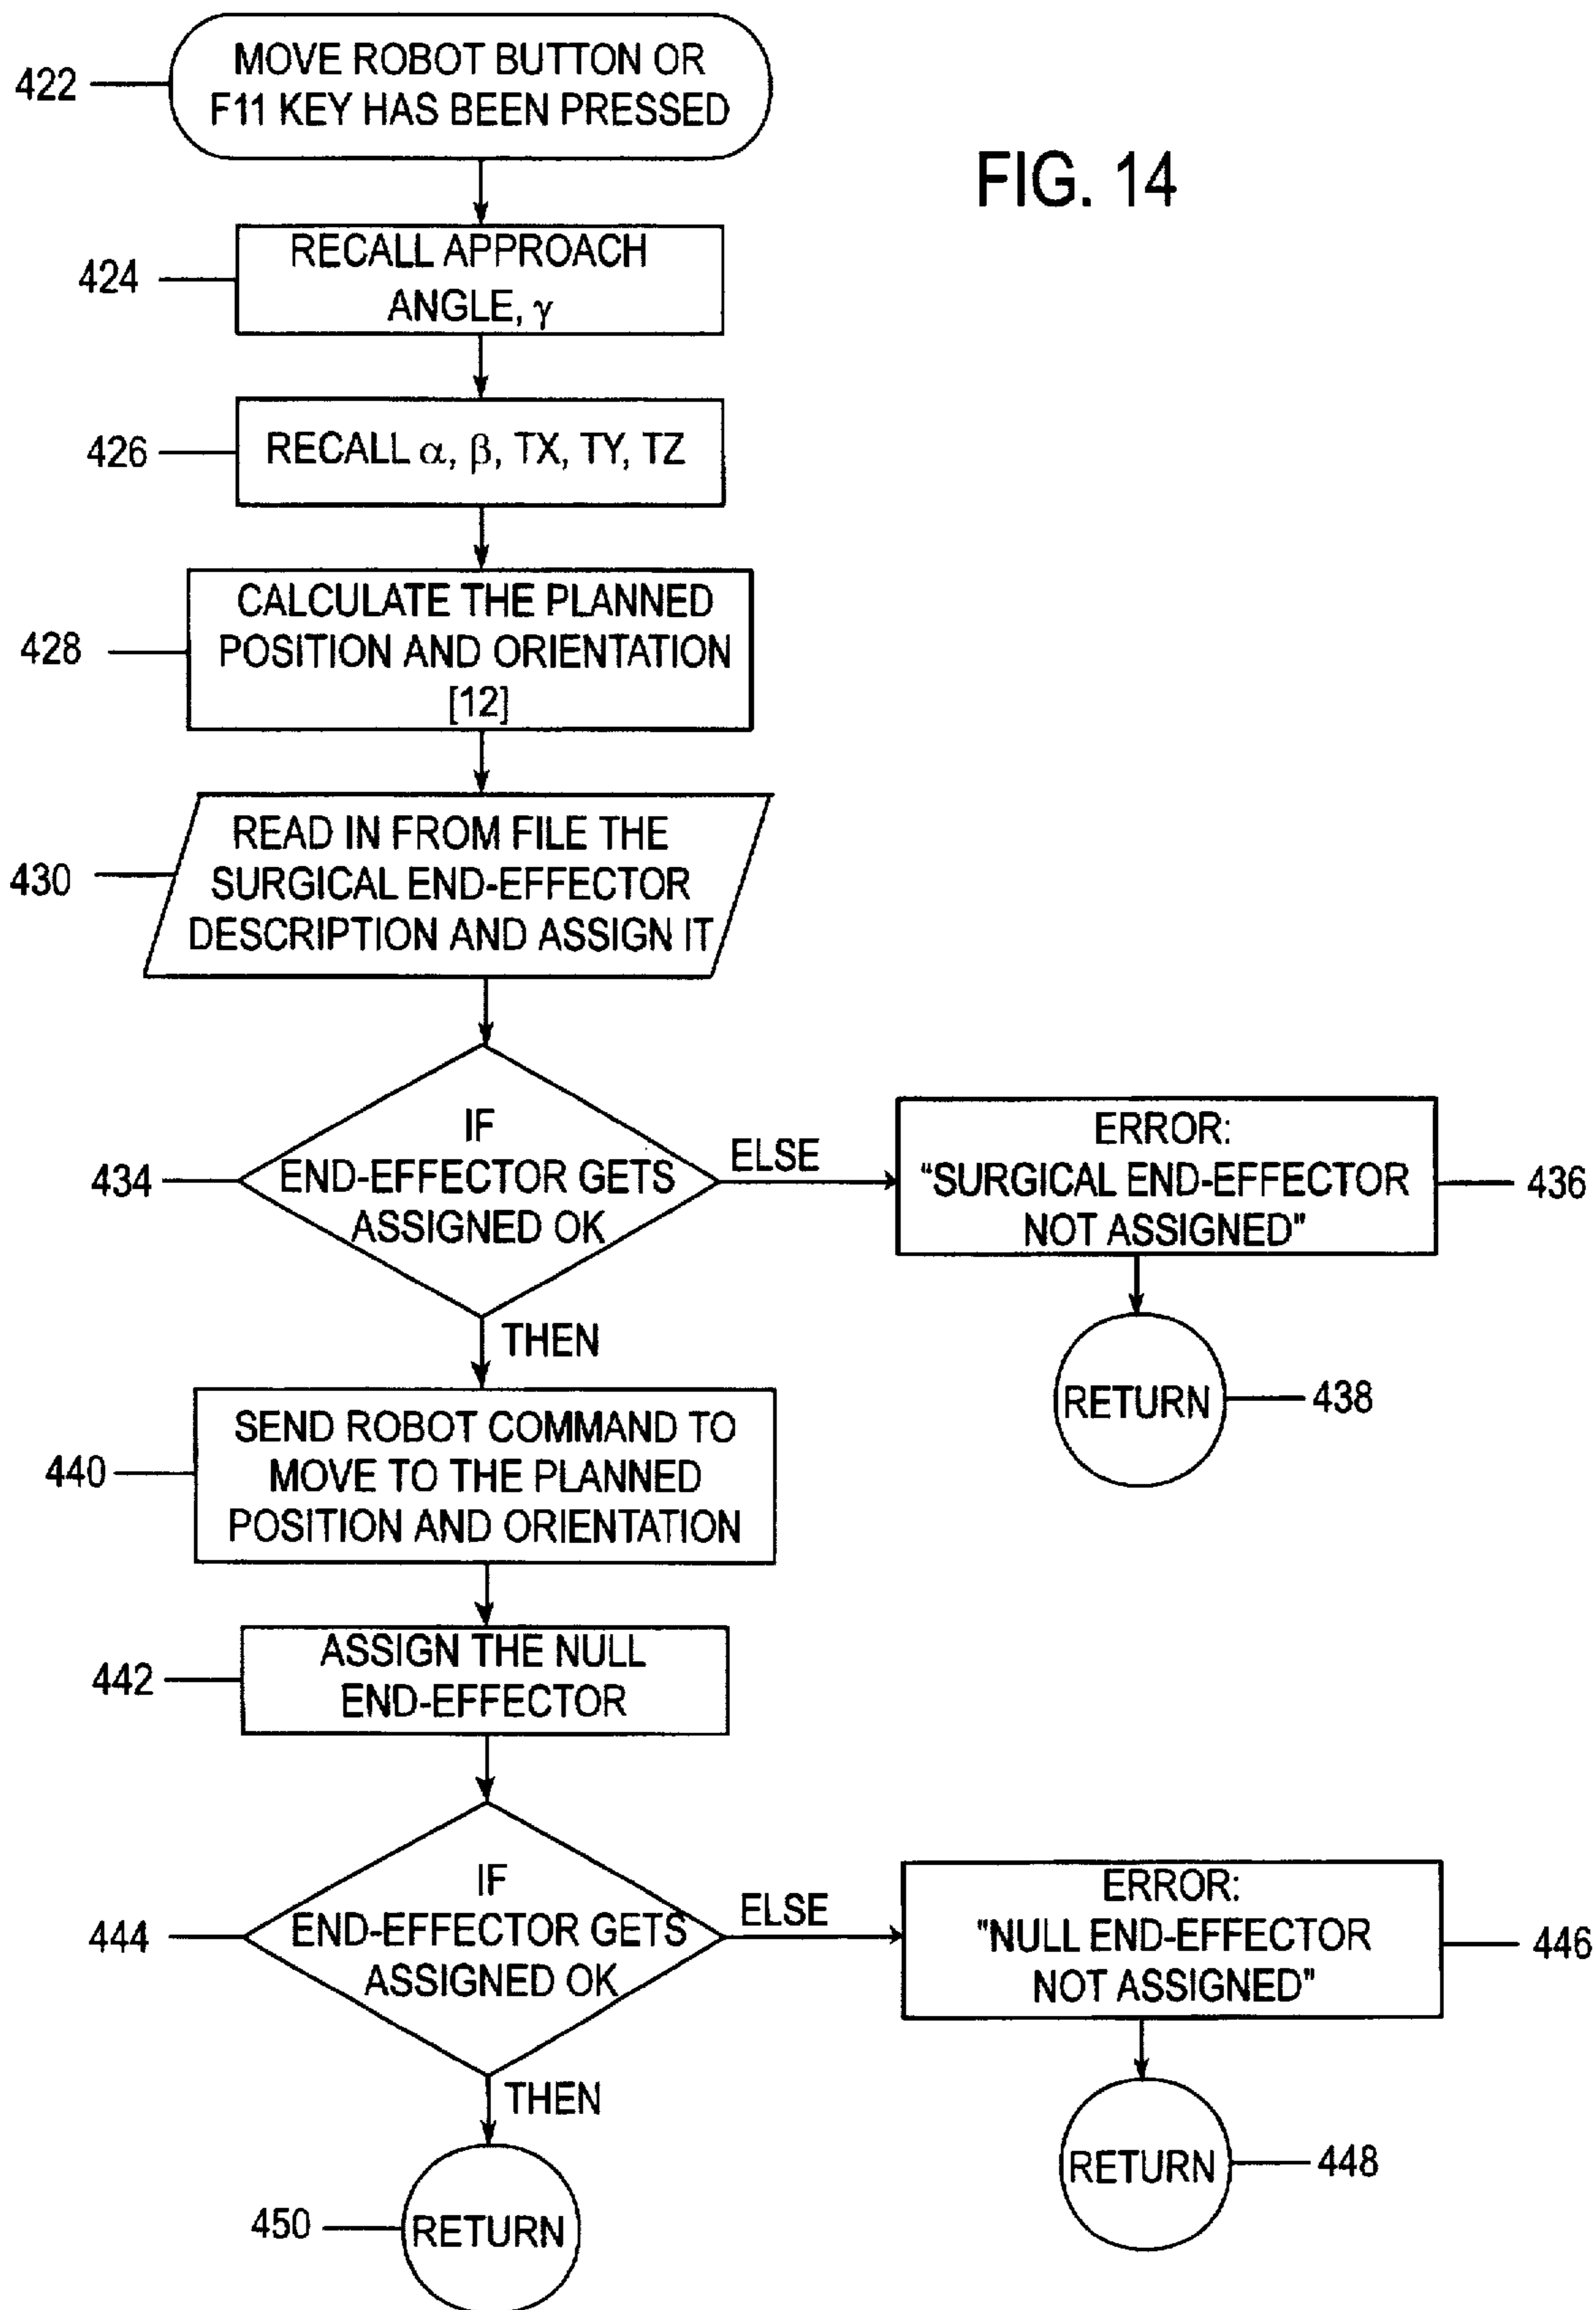 422
MOVE ROBOT BUTTON OR
F11 KEY HAS BEEN PRESSED
FIG. 14
424
RECALL APPROACH
ANGLE, γ
426
RECALL α, β, TX, TY, TZ
428
CALCULATE THE PLANNED
POSITION AND ORIENTATION
[12]
430
READ IN FROM FILE THE
SURGICAL END-EFFECTOR
DESCRIPTION AND ASSIGN IT
434
IF
END-EFFECTOR GETS
ASSIGNED OK
ELSE
ERROR:
"SURGICAL END-EFFECTOR
NOT ASSIGNED"
436
RETURN
438
THEN
440
SEND ROBOT COMMAND TO
MOVE TO THE PLANNED
POSITION AND ORIENTATION
442
ASSIGN THE NULL
END-EFFECTOR
444
IF
END-EFFECTOR GETS
ASSIGNED OK
ELSE
ERROR:
"NULL END-EFFECTOR
NOT ASSIGNED"
446
RETURN
448
THEN
450
RETURN